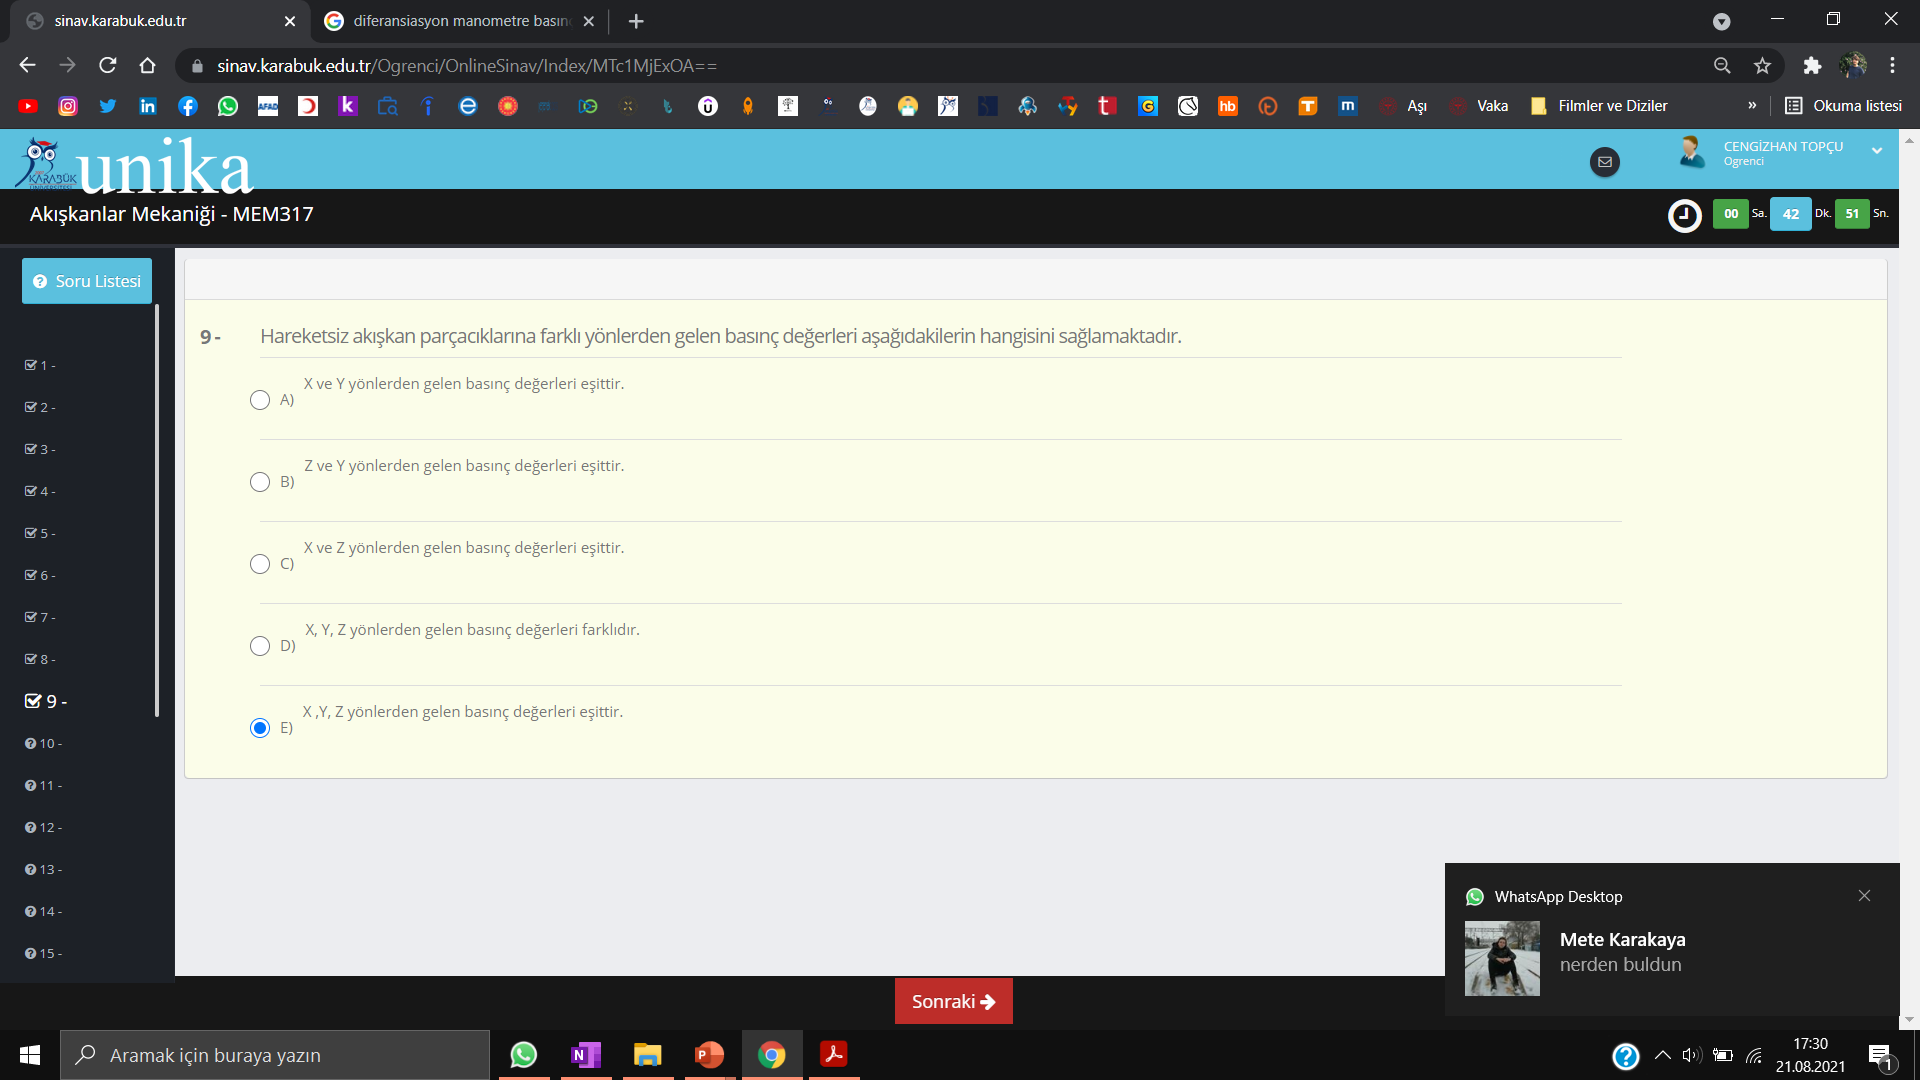 sinav.karabuk.edu.tr
diferansiasyon manometre basın
sinav.karabuk.edu.tr/Ogrenci/OnlineSinav/Index/MTc1MjExOA==
AFAD
hb
Aşı
Vaka
Filmler ve Diziler
»
Okuma listesi
KARABÜK
unika
CENGİZHAN TOPÇU
Ogrenci
Akışkanlar Mekaniği - MEM317
00 Sa. 42 Dk. 51 Sn.
Soru Listesi
1 -
2 -
3 -
4 -
5 -
6 -
7 -
8 -
9 -
10 -
11 -
12 -
13 -
14 -
15 -
9 - Hareketsiz akışkan parçacıklarına farklı yönlerden gelen basınç değerleri aşağıdakilerin hangisini sağlamaktadır.
A) X ve Y yönlerden gelen basınç değerleri eşittir.
B) Z ve Y yönlerden gelen basınç değerleri eşittir.
C) X ve Z yönlerden gelen basınç değerleri eşittir.
D) X, Y, Z yönlerden gelen basınç değerleri farklıdır.
E) X ,Y, Z yönlerden gelen basınç değerleri eşittir.
Sonraki
WhatsApp Desktop
Mete Karakaya
nerden buldun
Aramak için buraya yazın
17:30
21.08.2021
1